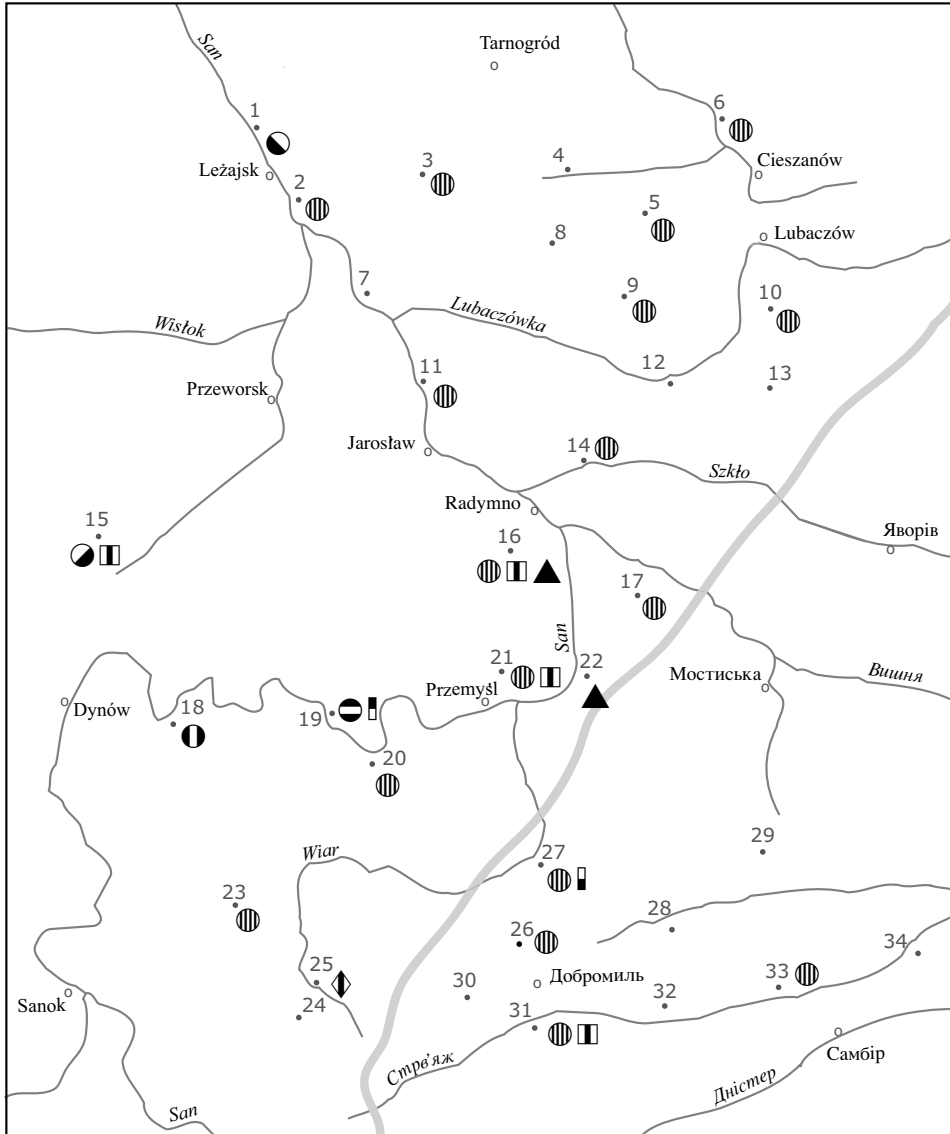 San
Tarnogród
1
6
Leżajsk
3
4
Cieszanów
2
5
8
Lubaczów
7
9
10
Wisłok
Lubaczówka
12
13
Przeworsk
11
Jarosław
14
Szkło
Radymno
15
16
Яворів
17
San
21
22
Мостиська
Вишня
Dynów
18
19
Przemyśl
20
29
Wiar
27
23
28
26
34
25
30
Добромиль
33
Sanok
24
31
32
Стрв'яж
Самбір
Дністер
San